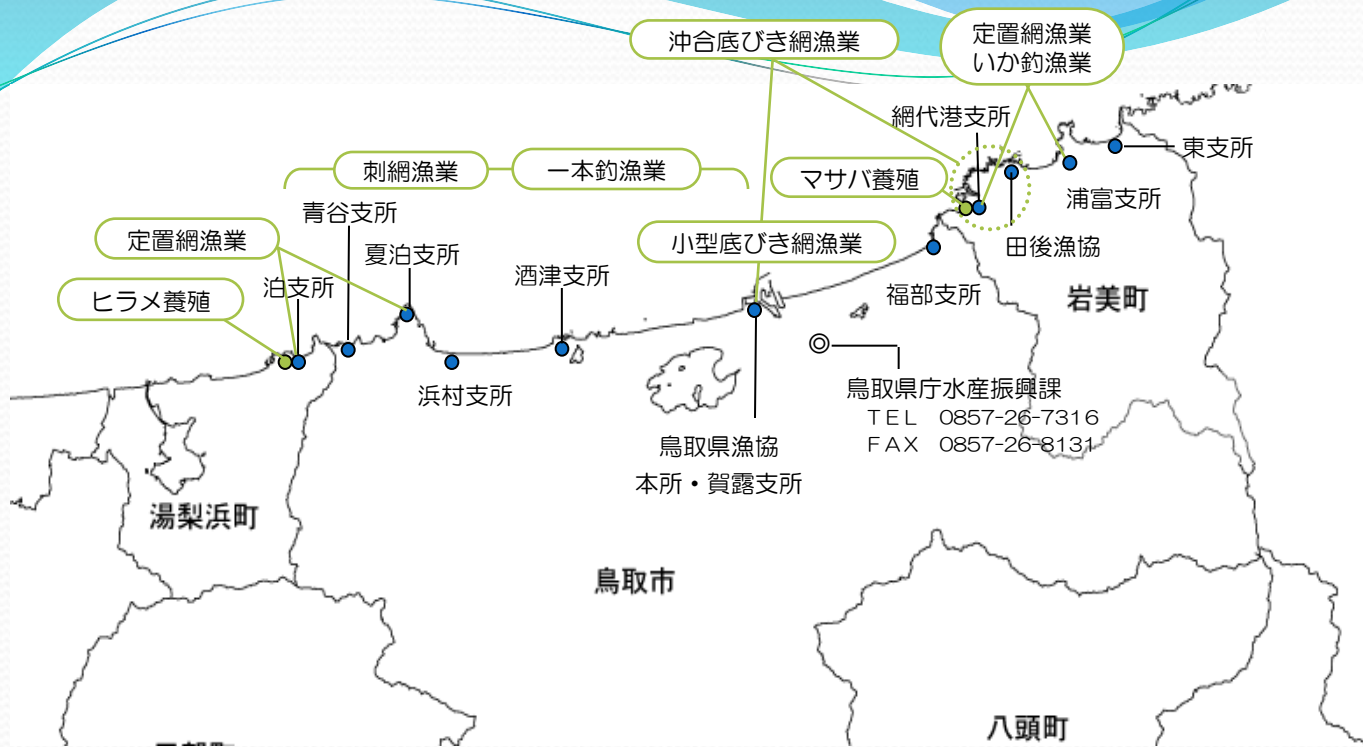 沖合底びき網漁業
定置網漁業
いか釣漁業
網代港支所
東支所
刺網漁業
一本釣漁業
マサバ養殖
浦富支所
青谷支所
定置網漁業
夏泊支所
小型底びき網漁業
田後漁協
ヒラメ養殖
泊支所
酒津支所
福部支所
岩美町
浜村支所
鳥取県庁水産振興課
TEL 0857-26-7316
FAX 0857-26-8131
鳥取県漁協
本所・賀露支所
湯梨浜町
鳥取市
八頭町